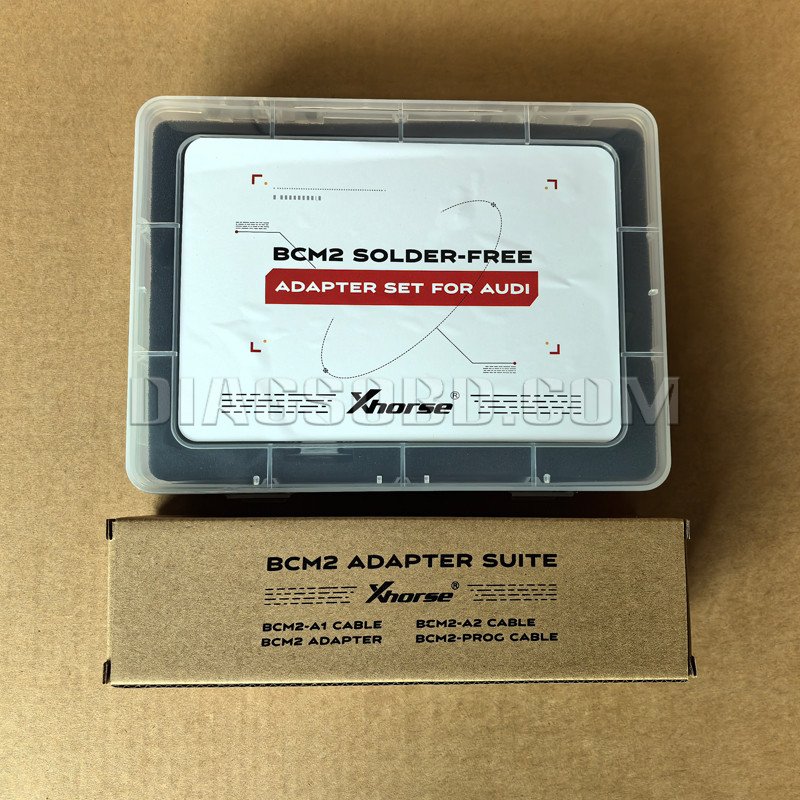 BCM2 SOLDER-FREE
ADAPTER SET FOR AUDI
Xhorse®
DIAGSOBD.COM
BCM2 ADAPTER SUITE
Xhorse®
BCM2-A1 CABLE BCM2-A2 CABLE
BCM2 ADAPTER BCM2-PROG CABLE